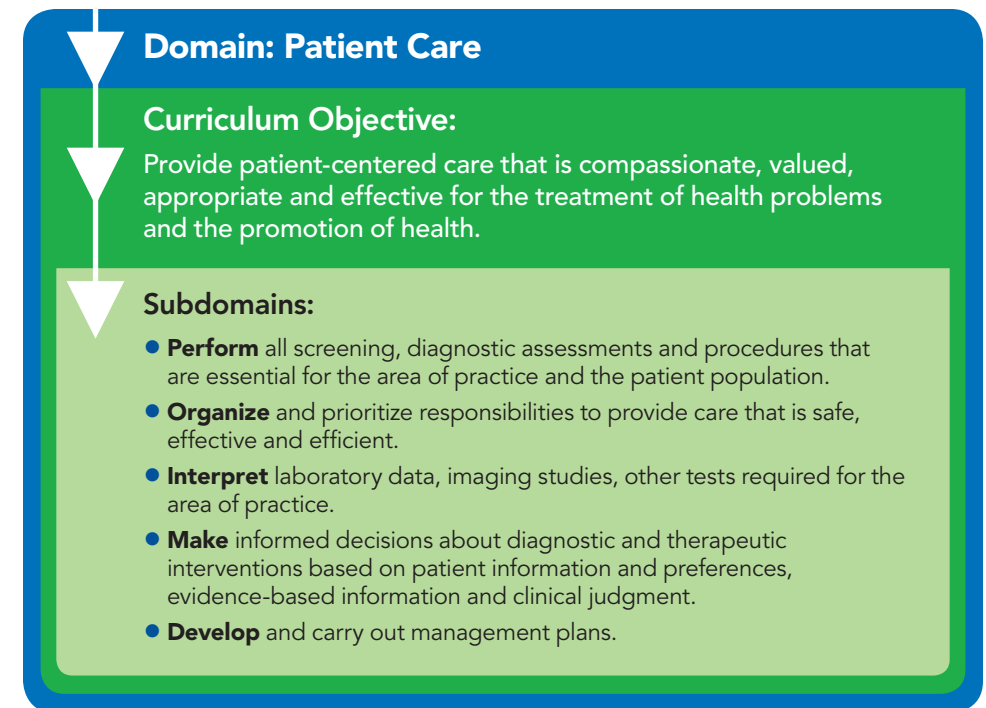 Domain: Patient Care
Curriculum Objective:
Provide patient-centered care that is compassionate, valued,
appropriate and effective for the treatment of health problems
and the promotion of health.
Subdomains:
● Perform all screening, diagnostic assessments and procedures that
are essential for the area of practice and the patient population.
● Organize and prioritize responsibilities to provide care that is safe,
effective and efficient.
● Interpret laboratory data, imaging studies, other tests required for the
area of practice.
● Make informed decisions about diagnostic and therapeutic
interventions based on patient information and preferences,
evidence-based information and clinical judgment.
● Develop and carry out management plans.